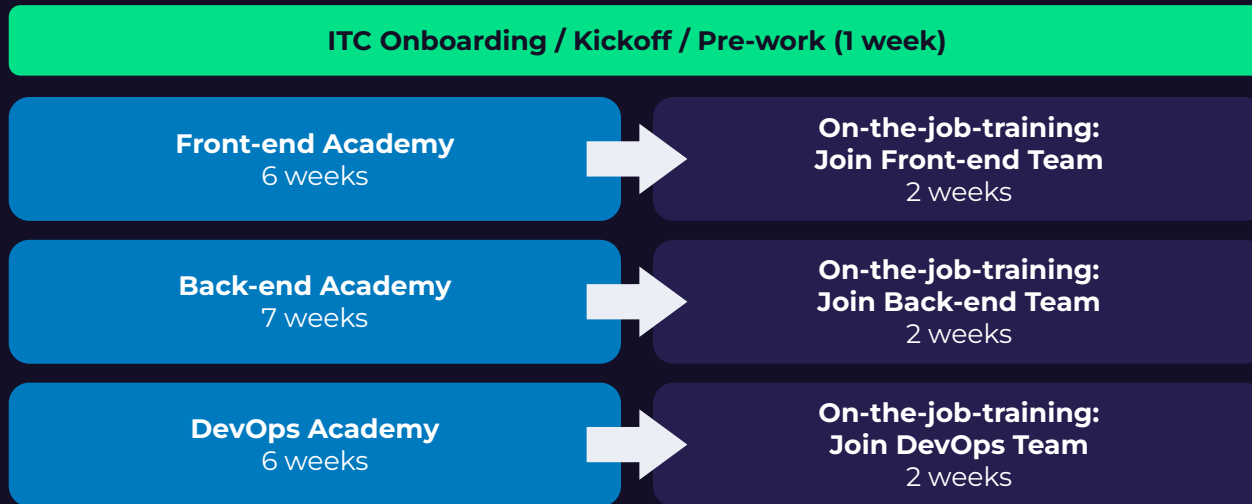 ITC Onboarding / Kickoff / Pre-work (1 week)
Front-end Academy
6 weeks
On-the-job-training:
Join Front-end Team
2 weeks
Back-end Academy
7 weeks
On-the-job-training:
Join Back-end Team
2 weeks
DevOps Academy
6 weeks
On-the-job-training:
Join DevOps Team
2 weeks